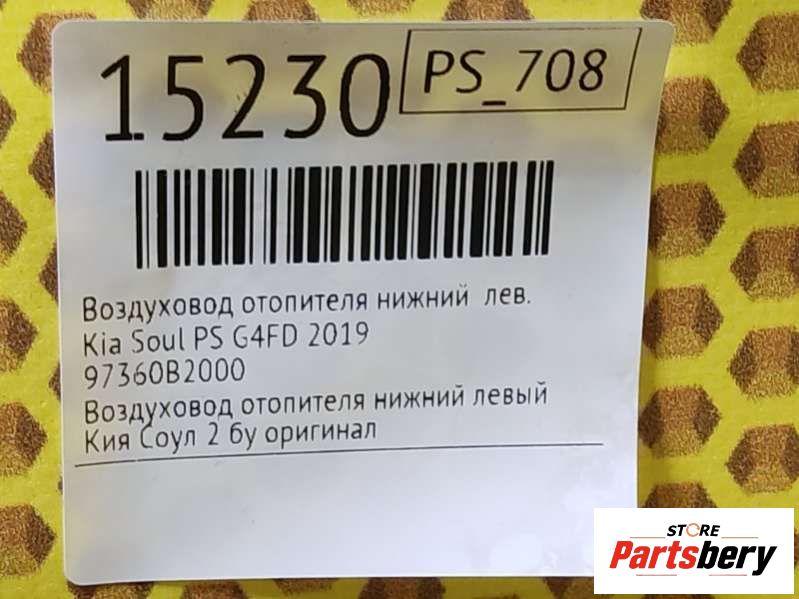 15230
PS_708
Воздуховод отопителя нижний лев.
Kia Soul PS G4FD 2019
97360B2000
Воздуховод отопителя нижний левый
Кия Соул 2 бу оригинал
STORE
Partsbery